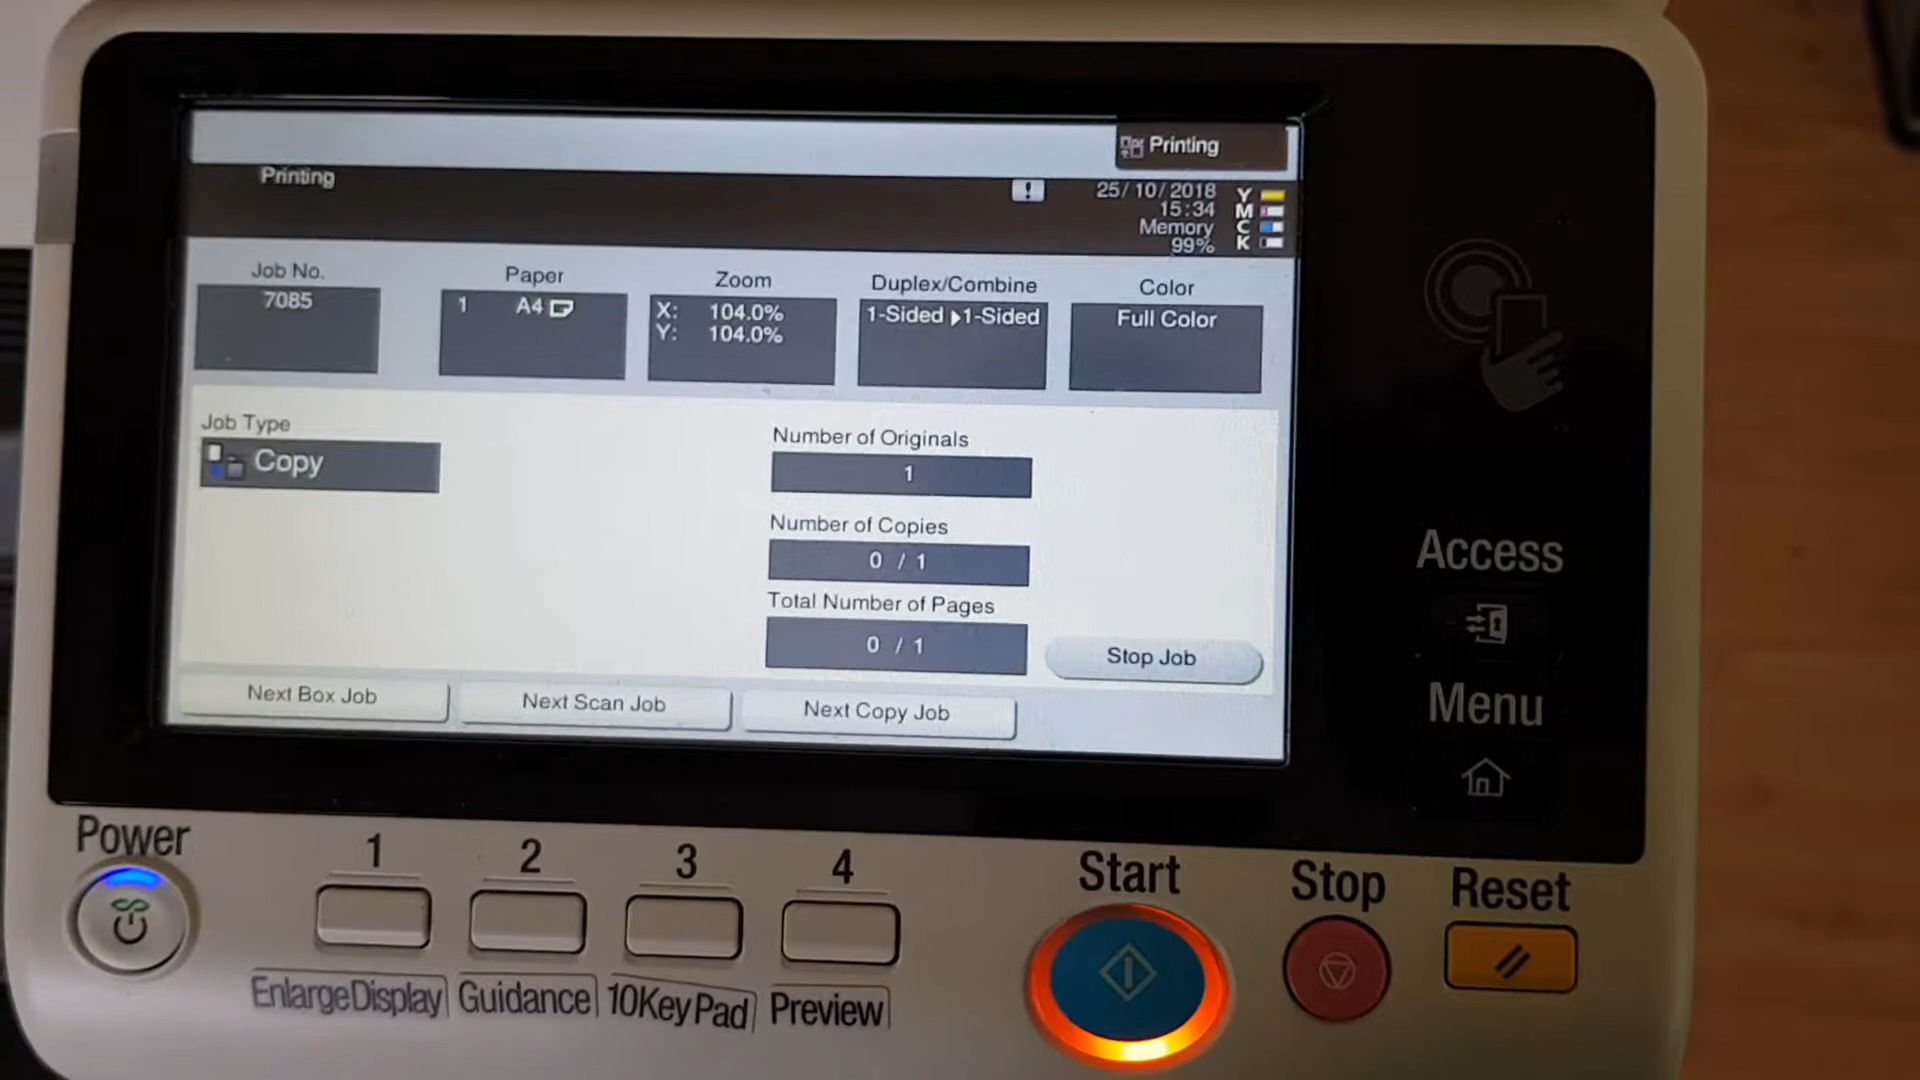 Printing
Printing
!
25/10/2018
15:34
Memory
99%
Y
M
C
K
Job No.
7085
Paper
1 A4
Zoom
X: 104.0%
Y: 104.0%
Duplex/Combine
1-Sided ▶1-Sided
Color
Full Color
Job Type
Copy
Number of Originals
1
Number of Copies
0 / 1
Total Number of Pages
0 / 1
Stop Job
Next Box Job
Next Scan Job
Next Copy Job
Access
Menu
Power
1
2
3
4
Start
Stop
Reset
Enlarge Display
Guidance
10 Key Pad
Preview